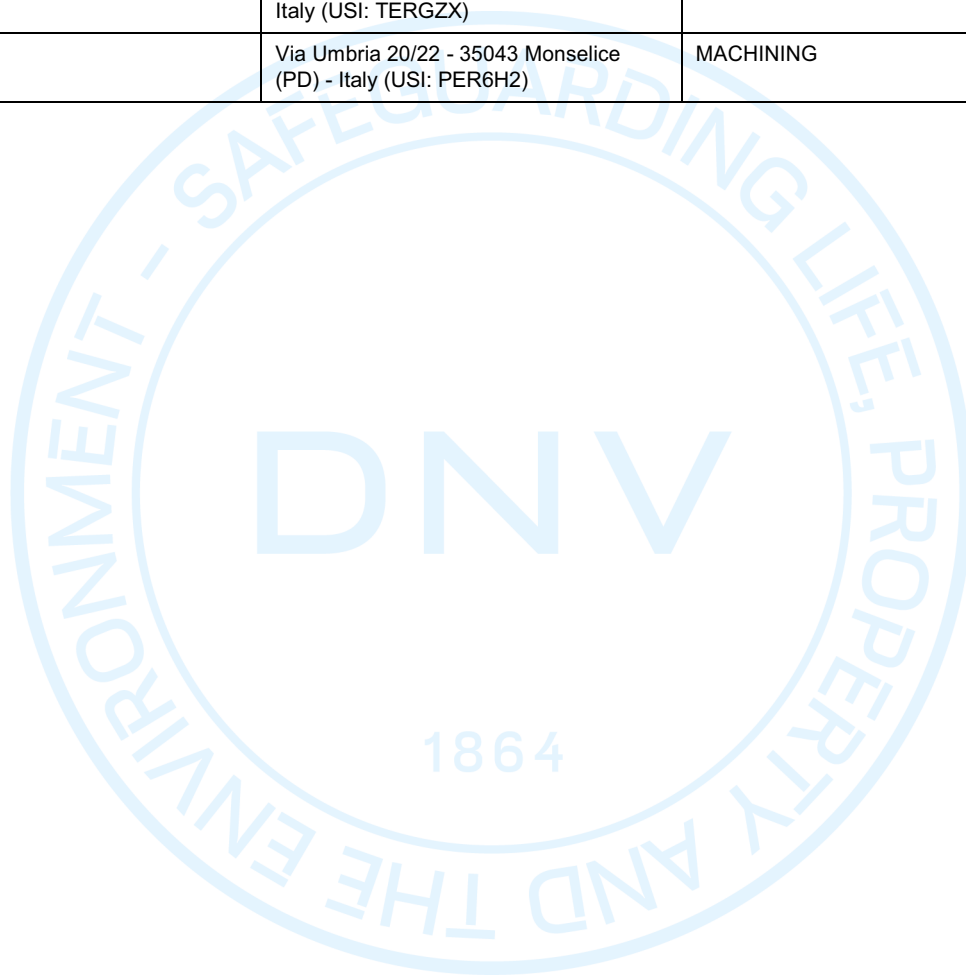 Italy (USI: TERGZX)
Via Umbria 20/22 - 35043 Monselice
(PD) - Italy (USI: PER6H2)
MACHINING
SAFEGUARDING LIFE, PROPERTY AND THE ENVIRONMENT -
DNV
1864